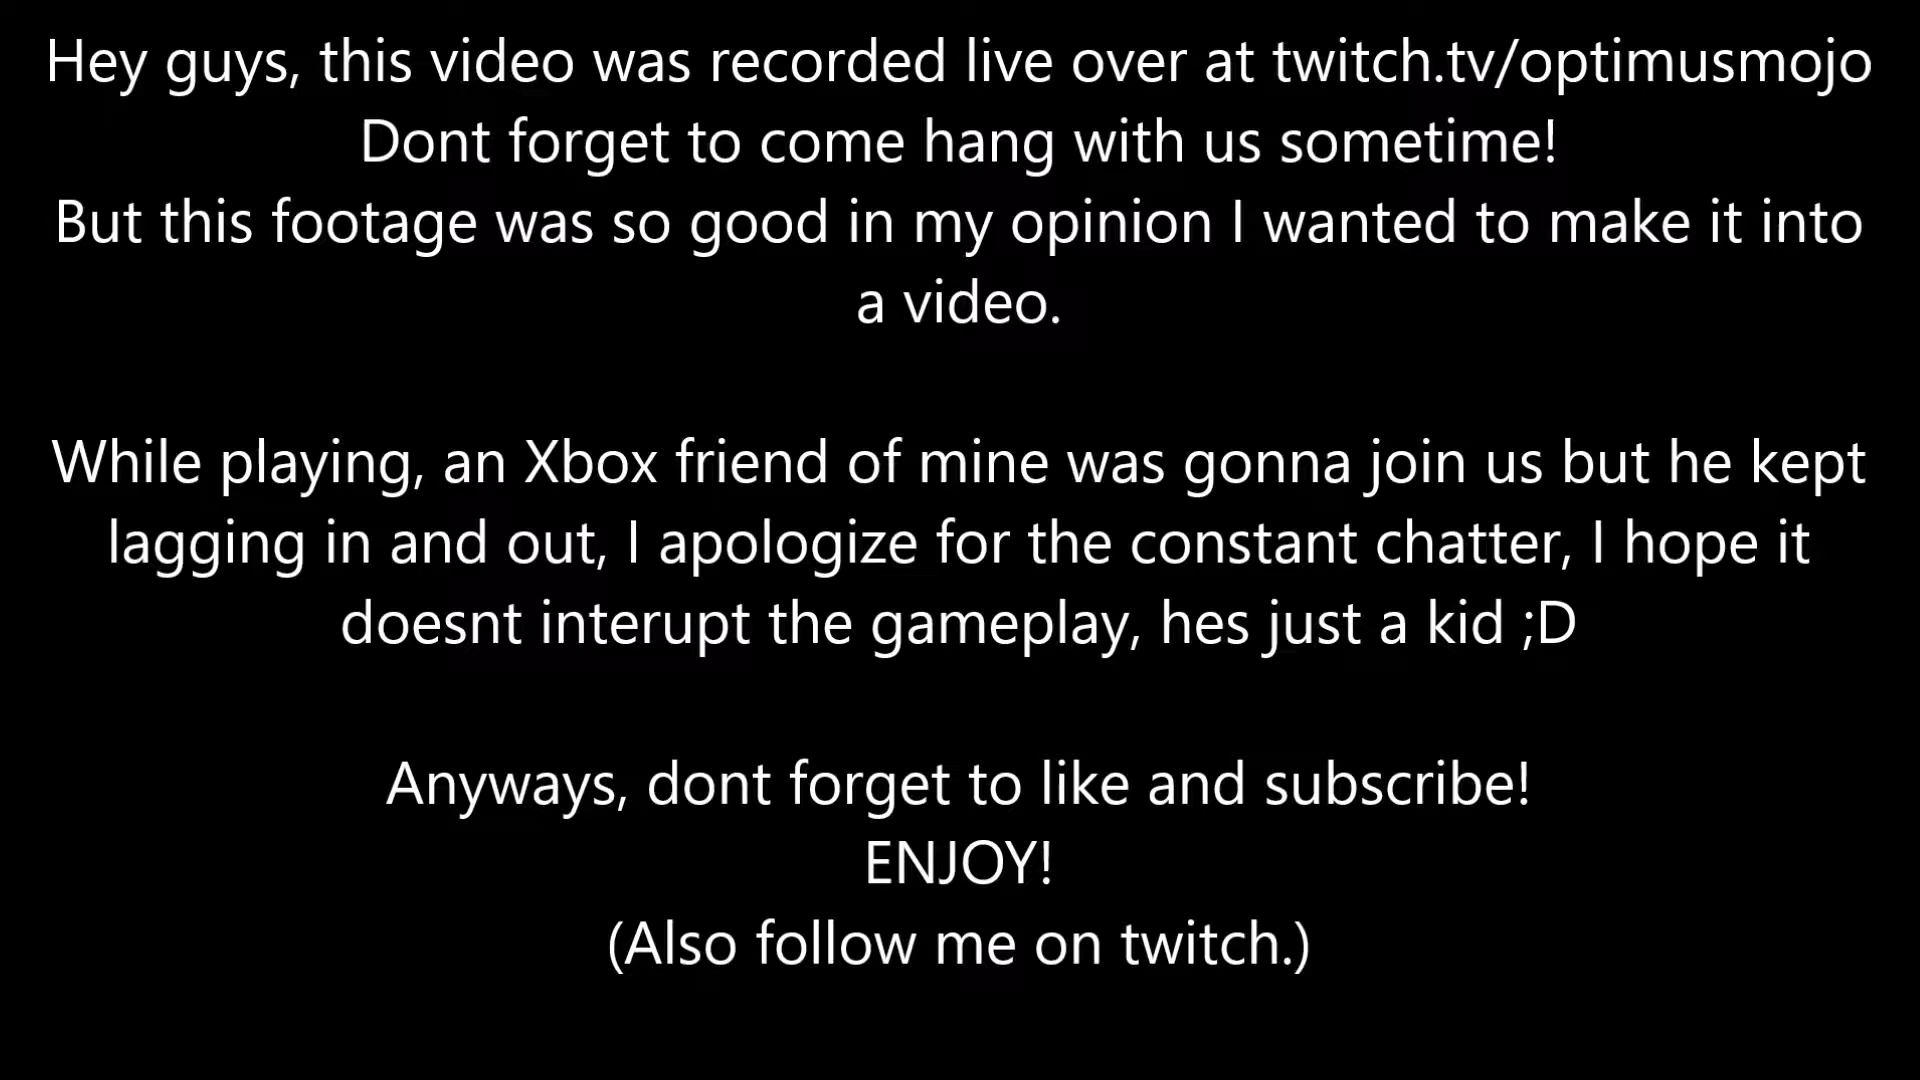 Hey guys, this video was recorded live over at twitch.tv/optimusmojo
Dont forget to come hang with us sometime!
But this footage was so good in my opinion I wanted to make it into
a video.
While playing, an Xbox friend of mine was gonna join us but he kept
lagging in and out, I apologize for the constant chatter, I hope it
doesnt interupt the gameplay, hes just a kid ;D
Anyways, dont forget to like and subscribe!
ENJOY!
(Also follow me on twitch.)